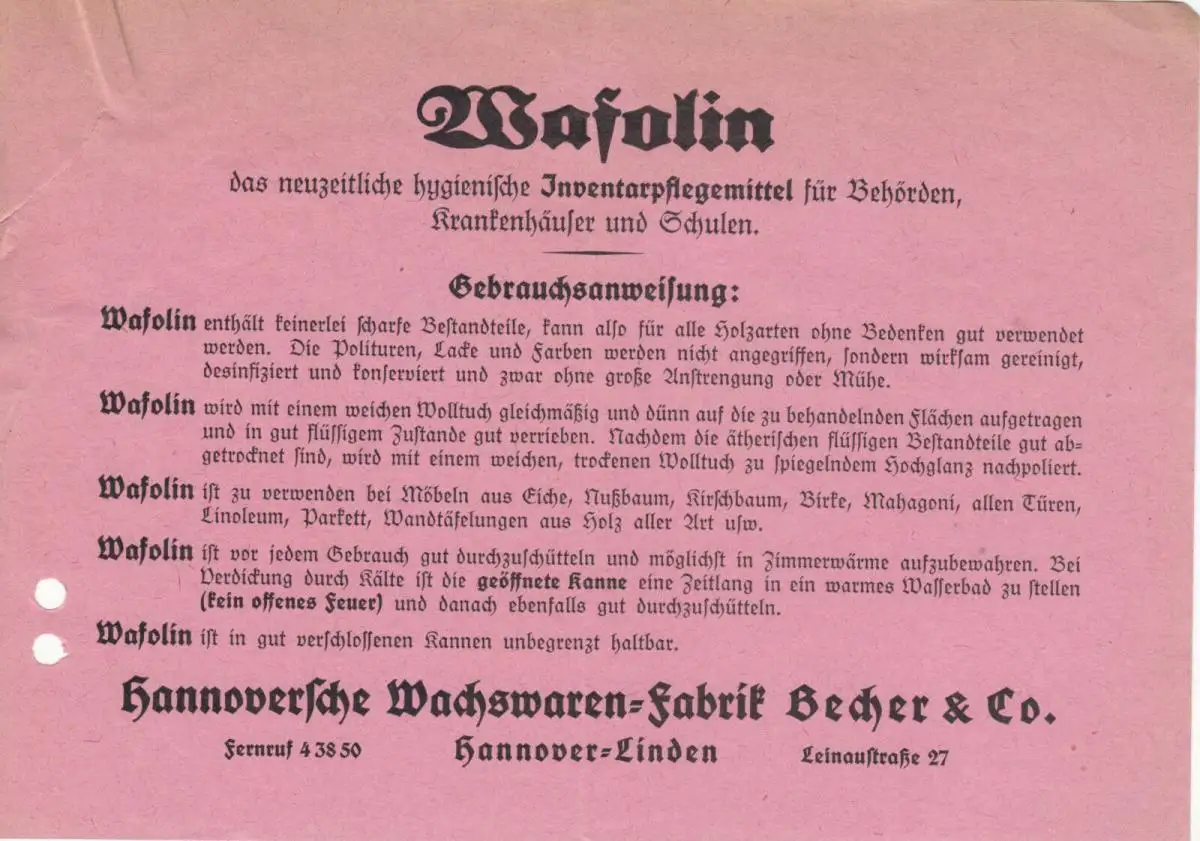 Wafolin
das neuzeitliche hygienische Inventarpflegemittel für Behörden,
Krankenhäuser und Schulen.
Gebrauchsanweisung:
Wafolin enthält keinerlei scharfe Bestandteile, kann also für alle Holzarten ohne Bedenken gut verwendet
werden. Die Polituren, Lacke und Farben werden nicht angegriffen, sondern wirksam gereinigt,
desinfiziert und konserviert und zwar ohne große Anstrengung oder Mühe.
Wafolin wird mit einem weichen Wolltuch gleichmäßig und dünn auf die zu behandelnden Flächen aufgetragen
und in gut flüssigem Zustande gut verrieben. Nachdem die ätherischen flüssigen Bestandteile gut ab-
getrocknet sind, wird mit einem weichen, trockenen Wolltuch zu spiegelndem Hochglanz nachpoliert.
Wafolin ist zu verwenden bei Möbeln aus Eiche, Nußbaum, Kirschbaum, Birke, Mahagoni, allen Türen,
Linoleum, Parkett, Wandtäfelungen aus Holz aller Art usw.
Wafolin ist vor jedem Gebrauch gut durchzuschütteln und möglichst in Zimmerwärme aufzubewahren. Bei
Verdickung durch Kälte ist die geöffnete Kanne eine Zeitlang in ein warmes Wasserbad zu stellen
(kein offenes Feuer) und danach ebenfalls gut durchzuschütteln.
Wafolin ist in gut verschlossenen Kannen unbegrenzt haltbar.
Hannoversche Wachswaren-Fabrik Becher & Co.
Fernruf 4 38 50 Hannover-Linden Leinaustraße 27